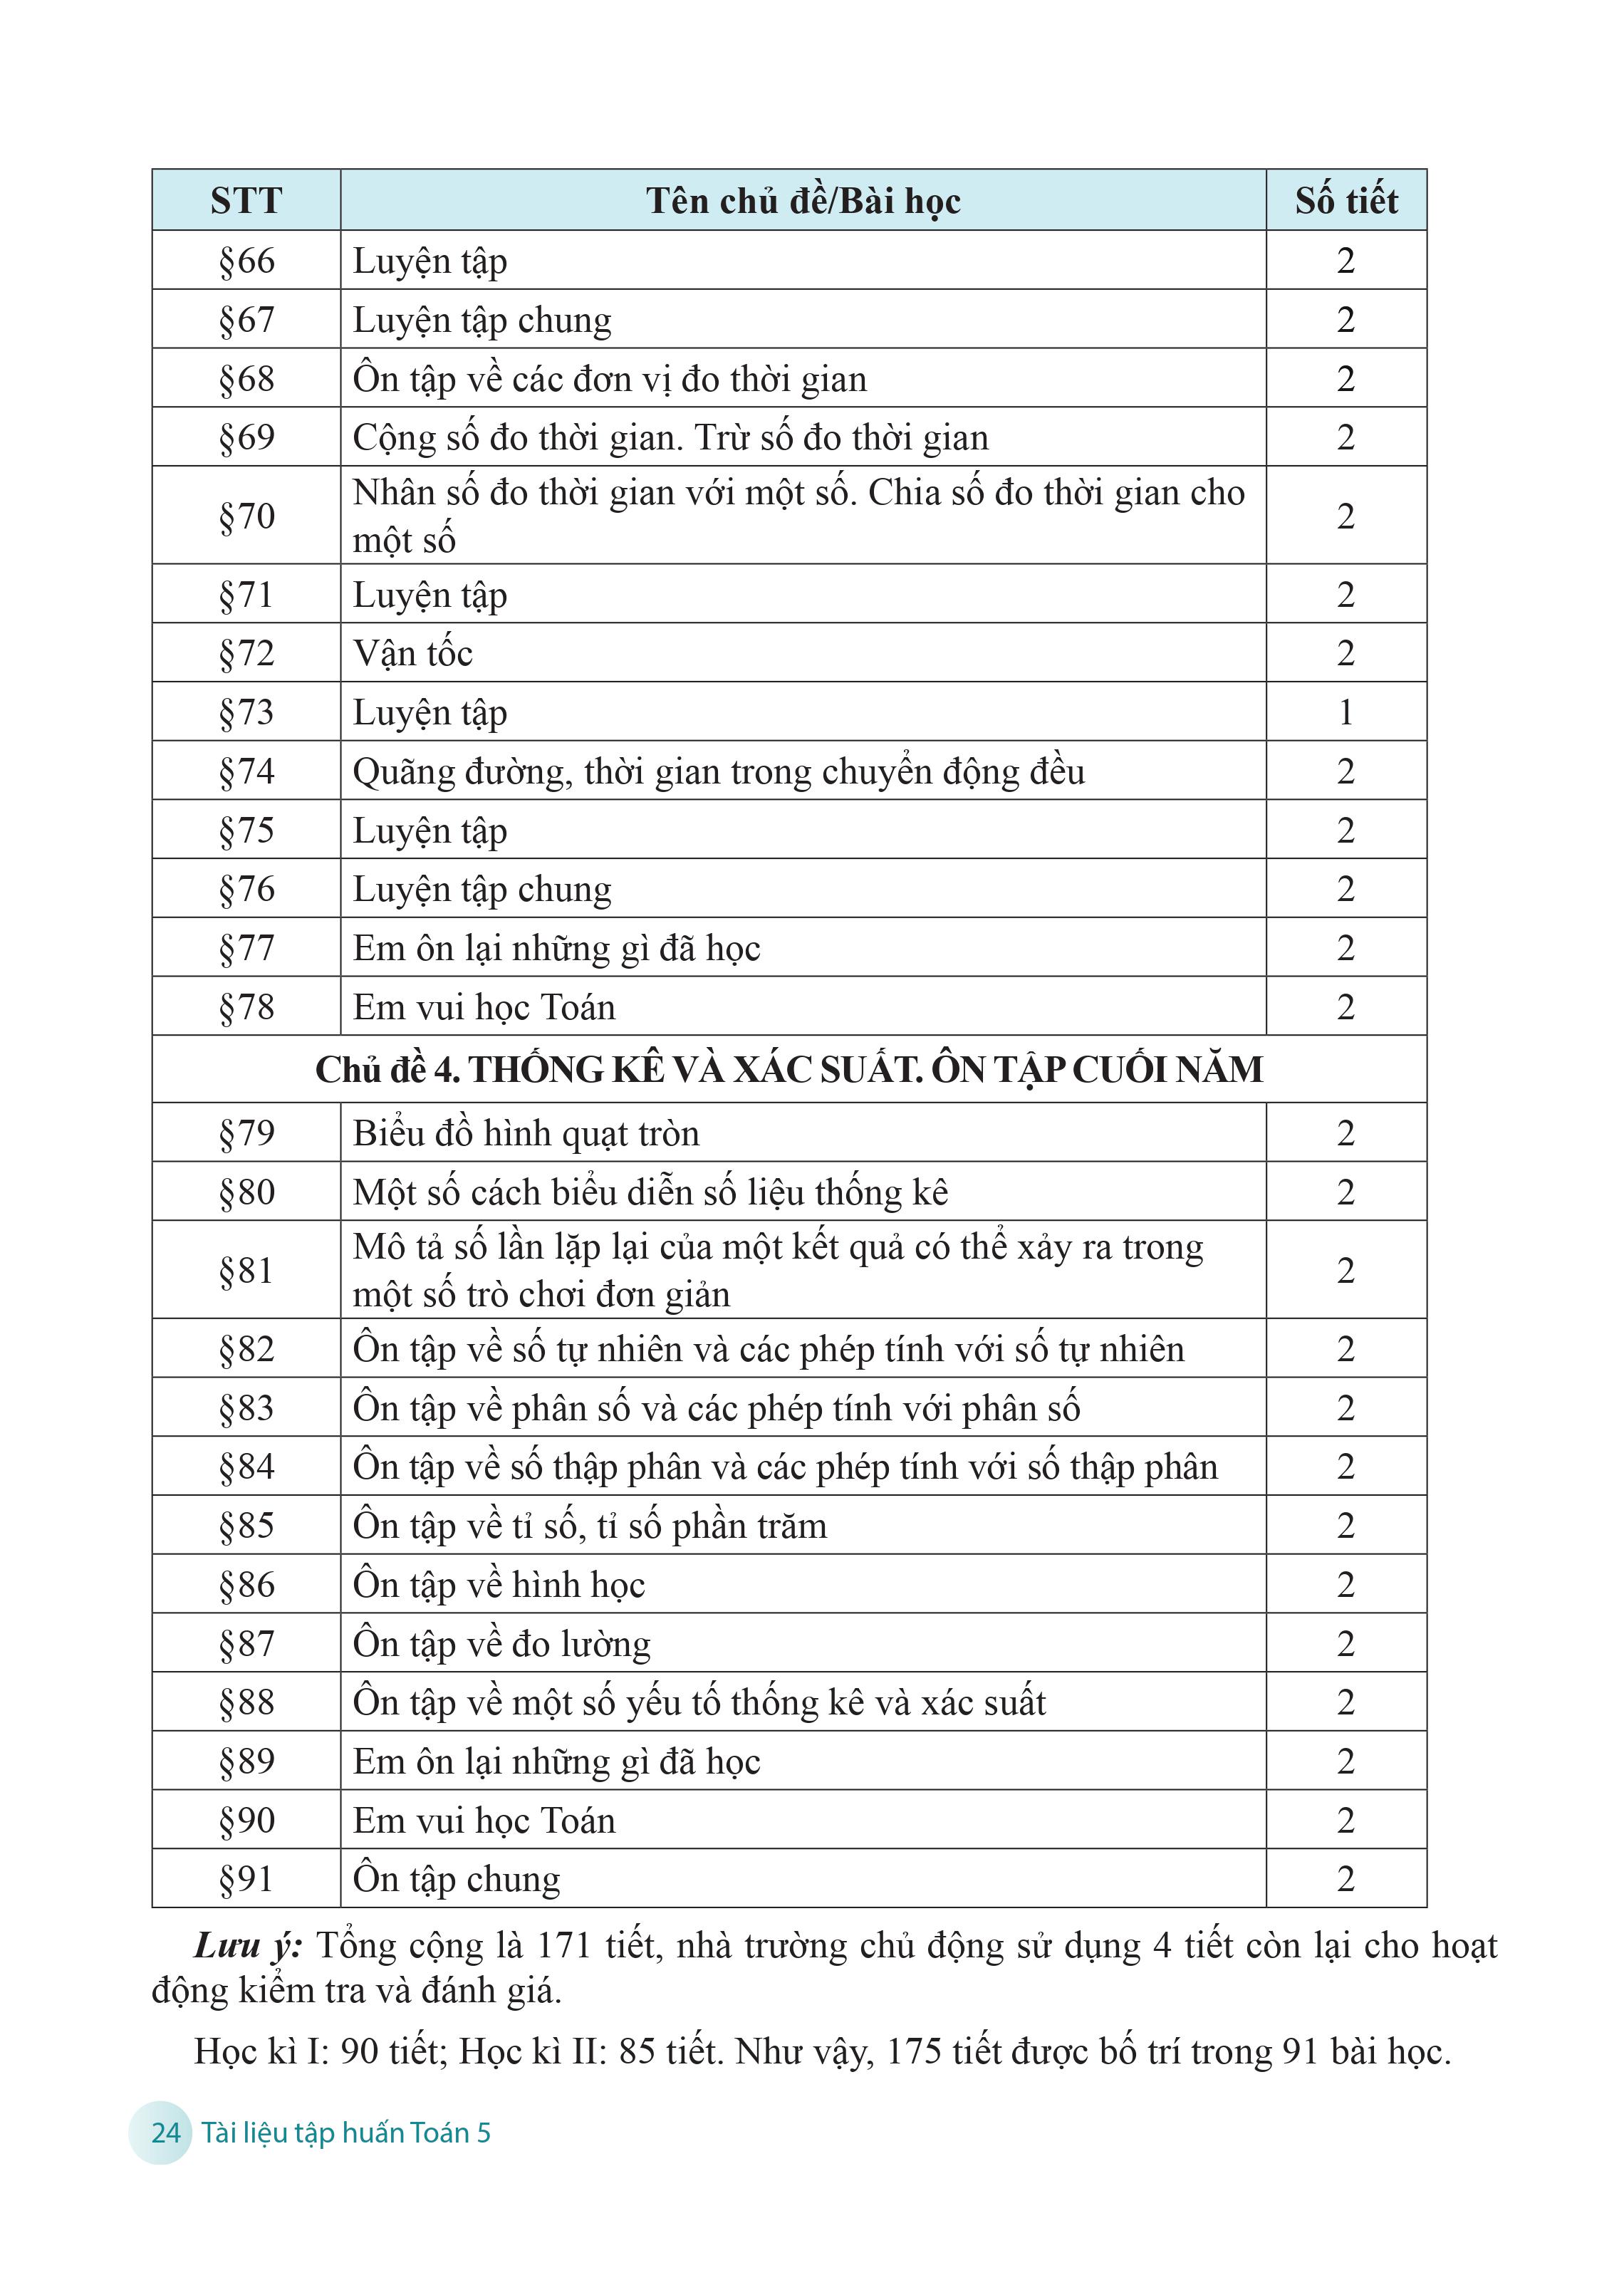 STT Tên chủ đề/Bài học Số tiết
§66 Luyện tập 2
§67 Luyện tập chung 2
§68 Ôn tập về các đơn vị đo thời gian 2
§69 Cộng số đo thời gian. Trừ số đo thời gian 2
§70 Nhân số đo thời gian với một số. Chia số đo thời gian cho
một số 2
§71 Luyện tập 2
§72 Vận tốc 2
§73 Luyện tập 1
§74 Quãng đường, thời gian trong chuyển động đều 2
§75 Luyện tập 2
§76 Luyện tập chung 2
§77 Em ôn lại những gì đã học 2
§78 Em vui học Toán 2
Chủ đề 4. THỐNG KÊ VÀ XÁC SUẤT. ÔN TẬP CUỐI NĂM
§79 Biểu đồ hình quạt tròn 2
§80 Một số cách biểu diễn số liệu thống kê 2
§81 Mô tả số lần lặp lại của một kết quả có thể xảy ra trong
một số trò chơi đơn giản 2
§82 Ôn tập về số tự nhiên và các phép tính với số tự nhiên 2
§83 Ôn tập về phân số và các phép tính với phân số 2
§84 Ôn tập về số thập phân và các phép tính với số thập phân 2
§85 Ôn tập về tỉ số, tỉ số phần trăm 2
§86 Ôn tập về hình học 2
§87 Ôn tập về đo lường 2
§88 Ôn tập về một số yếu tố thống kê và xác suất 2
§89 Em ôn lại những gì đã học 2
§90 Em vui học Toán 2
§91 Ôn tập chung 2
Lưu ý: Tổng cộng là 171 tiết, nhà trường chủ động sử dụng 4 tiết còn lại cho hoạt
động kiểm tra và đánh giá.
Học kì I: 90 tiết; Học kì II: 85 tiết. Như vậy, 175 tiết được bố trí trong 91 bài học.
24 Tài liệu tập huấn Toán 5